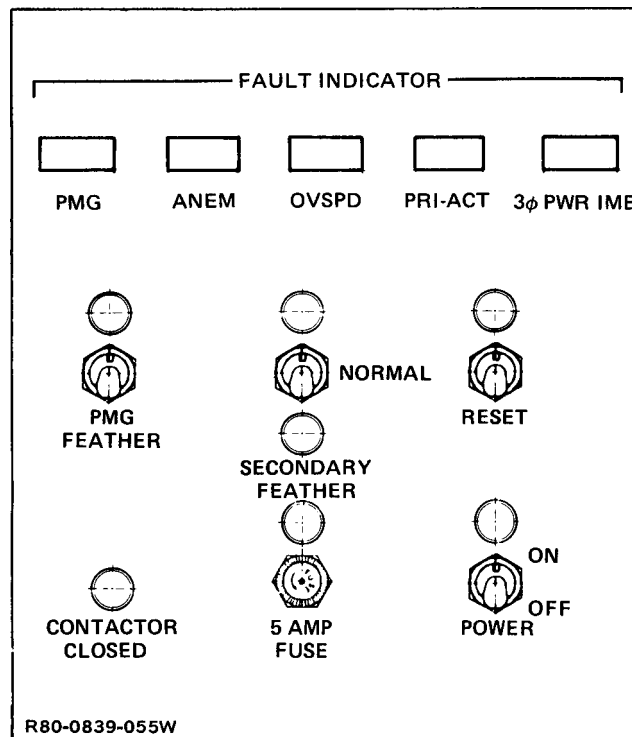 FAULT INDICATOR
PMG
ANEM
OVSPD
PRI-ACT
3ϕ PWR IMB
NORMAL
PMG
FEATHER
RESET
SECONDARY
FEATHER
ON
OFF
CONTACTOR
CLOSED
5 AMP
FUSE
POWER
R80-0839-055W